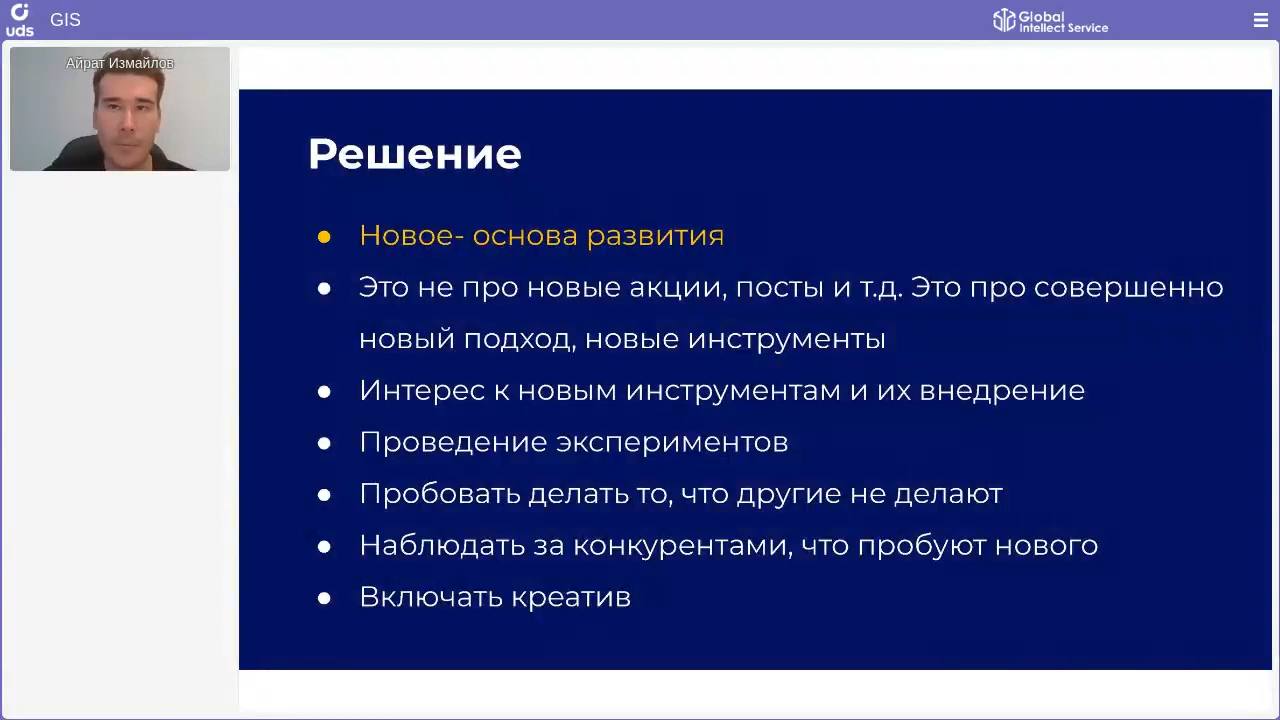 uds
GIS
Global
Intellect Service
Айрат Измайлов
Решение
● Новое- основа развития
● Это не про новые акции, посты и т.д. Это про совершенно
новый подход, новые инструменты
● Интерес к новым инструментам и их внедрение
● Проведение экспериментов
● Пробовать делать то, что другие не делают
● Наблюдать за конкурентами, что пробуют нового
● Включать креатив